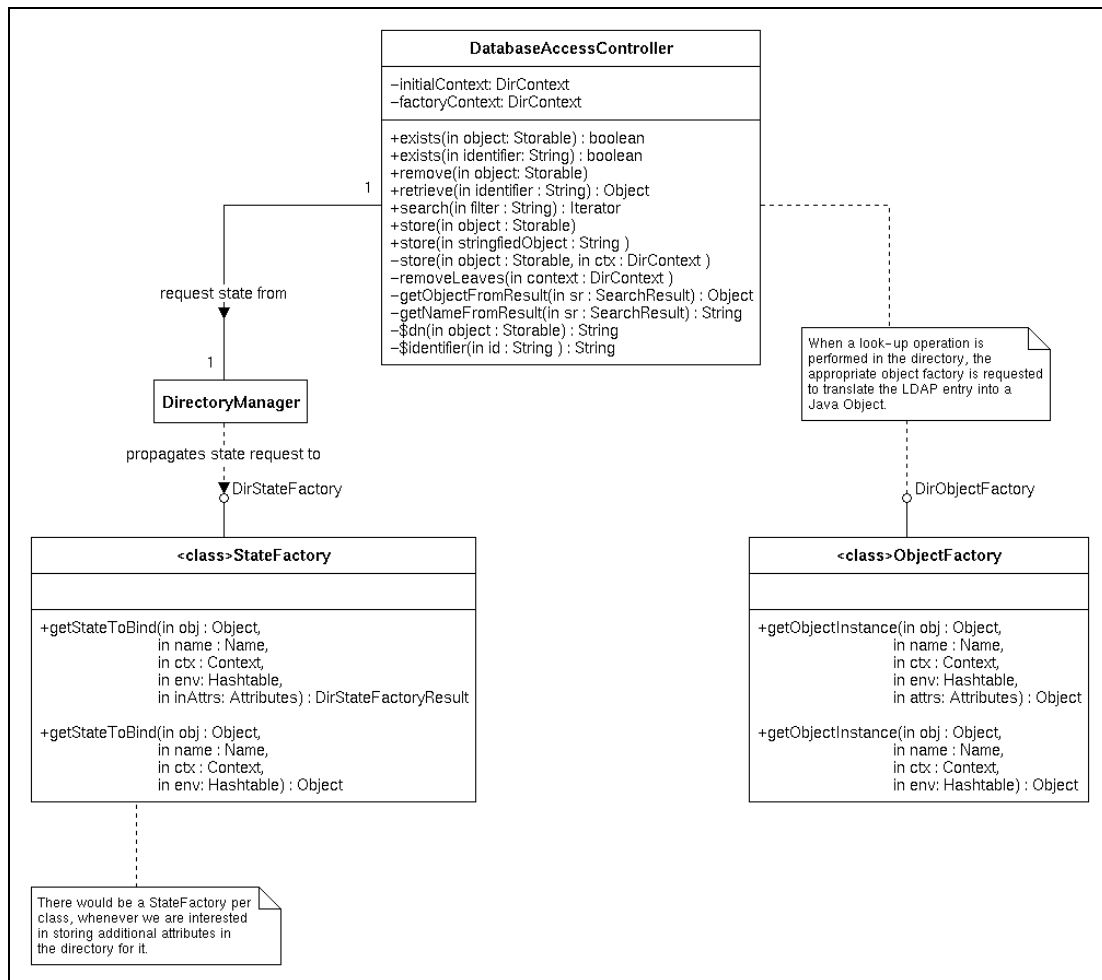 DatabaseAccessController
−initialContext: DirContext
−factoryContext: DirContext
+exists(in object: Storable) : boolean
+exists(in identifier: String) : boolean
+remove(in object: Storable)
+retrieve(in identifier : String) : Object
+search(in filter : String) : Iterator
+store(in object : Storable)
+store(in stringfiedObject : String )
−store(in object : Storable, in ctx : DirContext )
−removeLeaves(in context : DirContext )
−getObjectFromResult(in sr : SearchResult) : Object
−getNameFromResult(in sr : SearchResult) : String
−$dn(in object : Storable) : String
−$identifier(in id : String ) : String
1
request state from
1
DirectoryManager
propagates state request to
DirStateFactory
When a look−up operation is
performed in the directory, the
appropriate object factory is requested
to translate the LDAP entry into a
Java Object.
DirObjectFactory
<class>StateFactory
+getStateToBind(in obj : Object,
in name : Name,
in ctx : Context,
in env: Hashtable,
in inAttrs: Attributes) : DirStateFactoryResult
+getStateToBind(in obj : Object,
in name : Name,
in ctx : Context,
in env: Hashtable) : Object
<class>ObjectFactory
+getObjectInstance(in obj : Object,
in name : Name,
in ctx : Context,
in env: Hashtable,
in attrs: Attributes) : Object
+getObjectInstance(in obj : Object,
in name : Name,
in ctx : Context,
in env: Hashtable) : Object
There would be a StateFactory per
class, whenever we are interested
in storing additional attributes in
the directory for it.